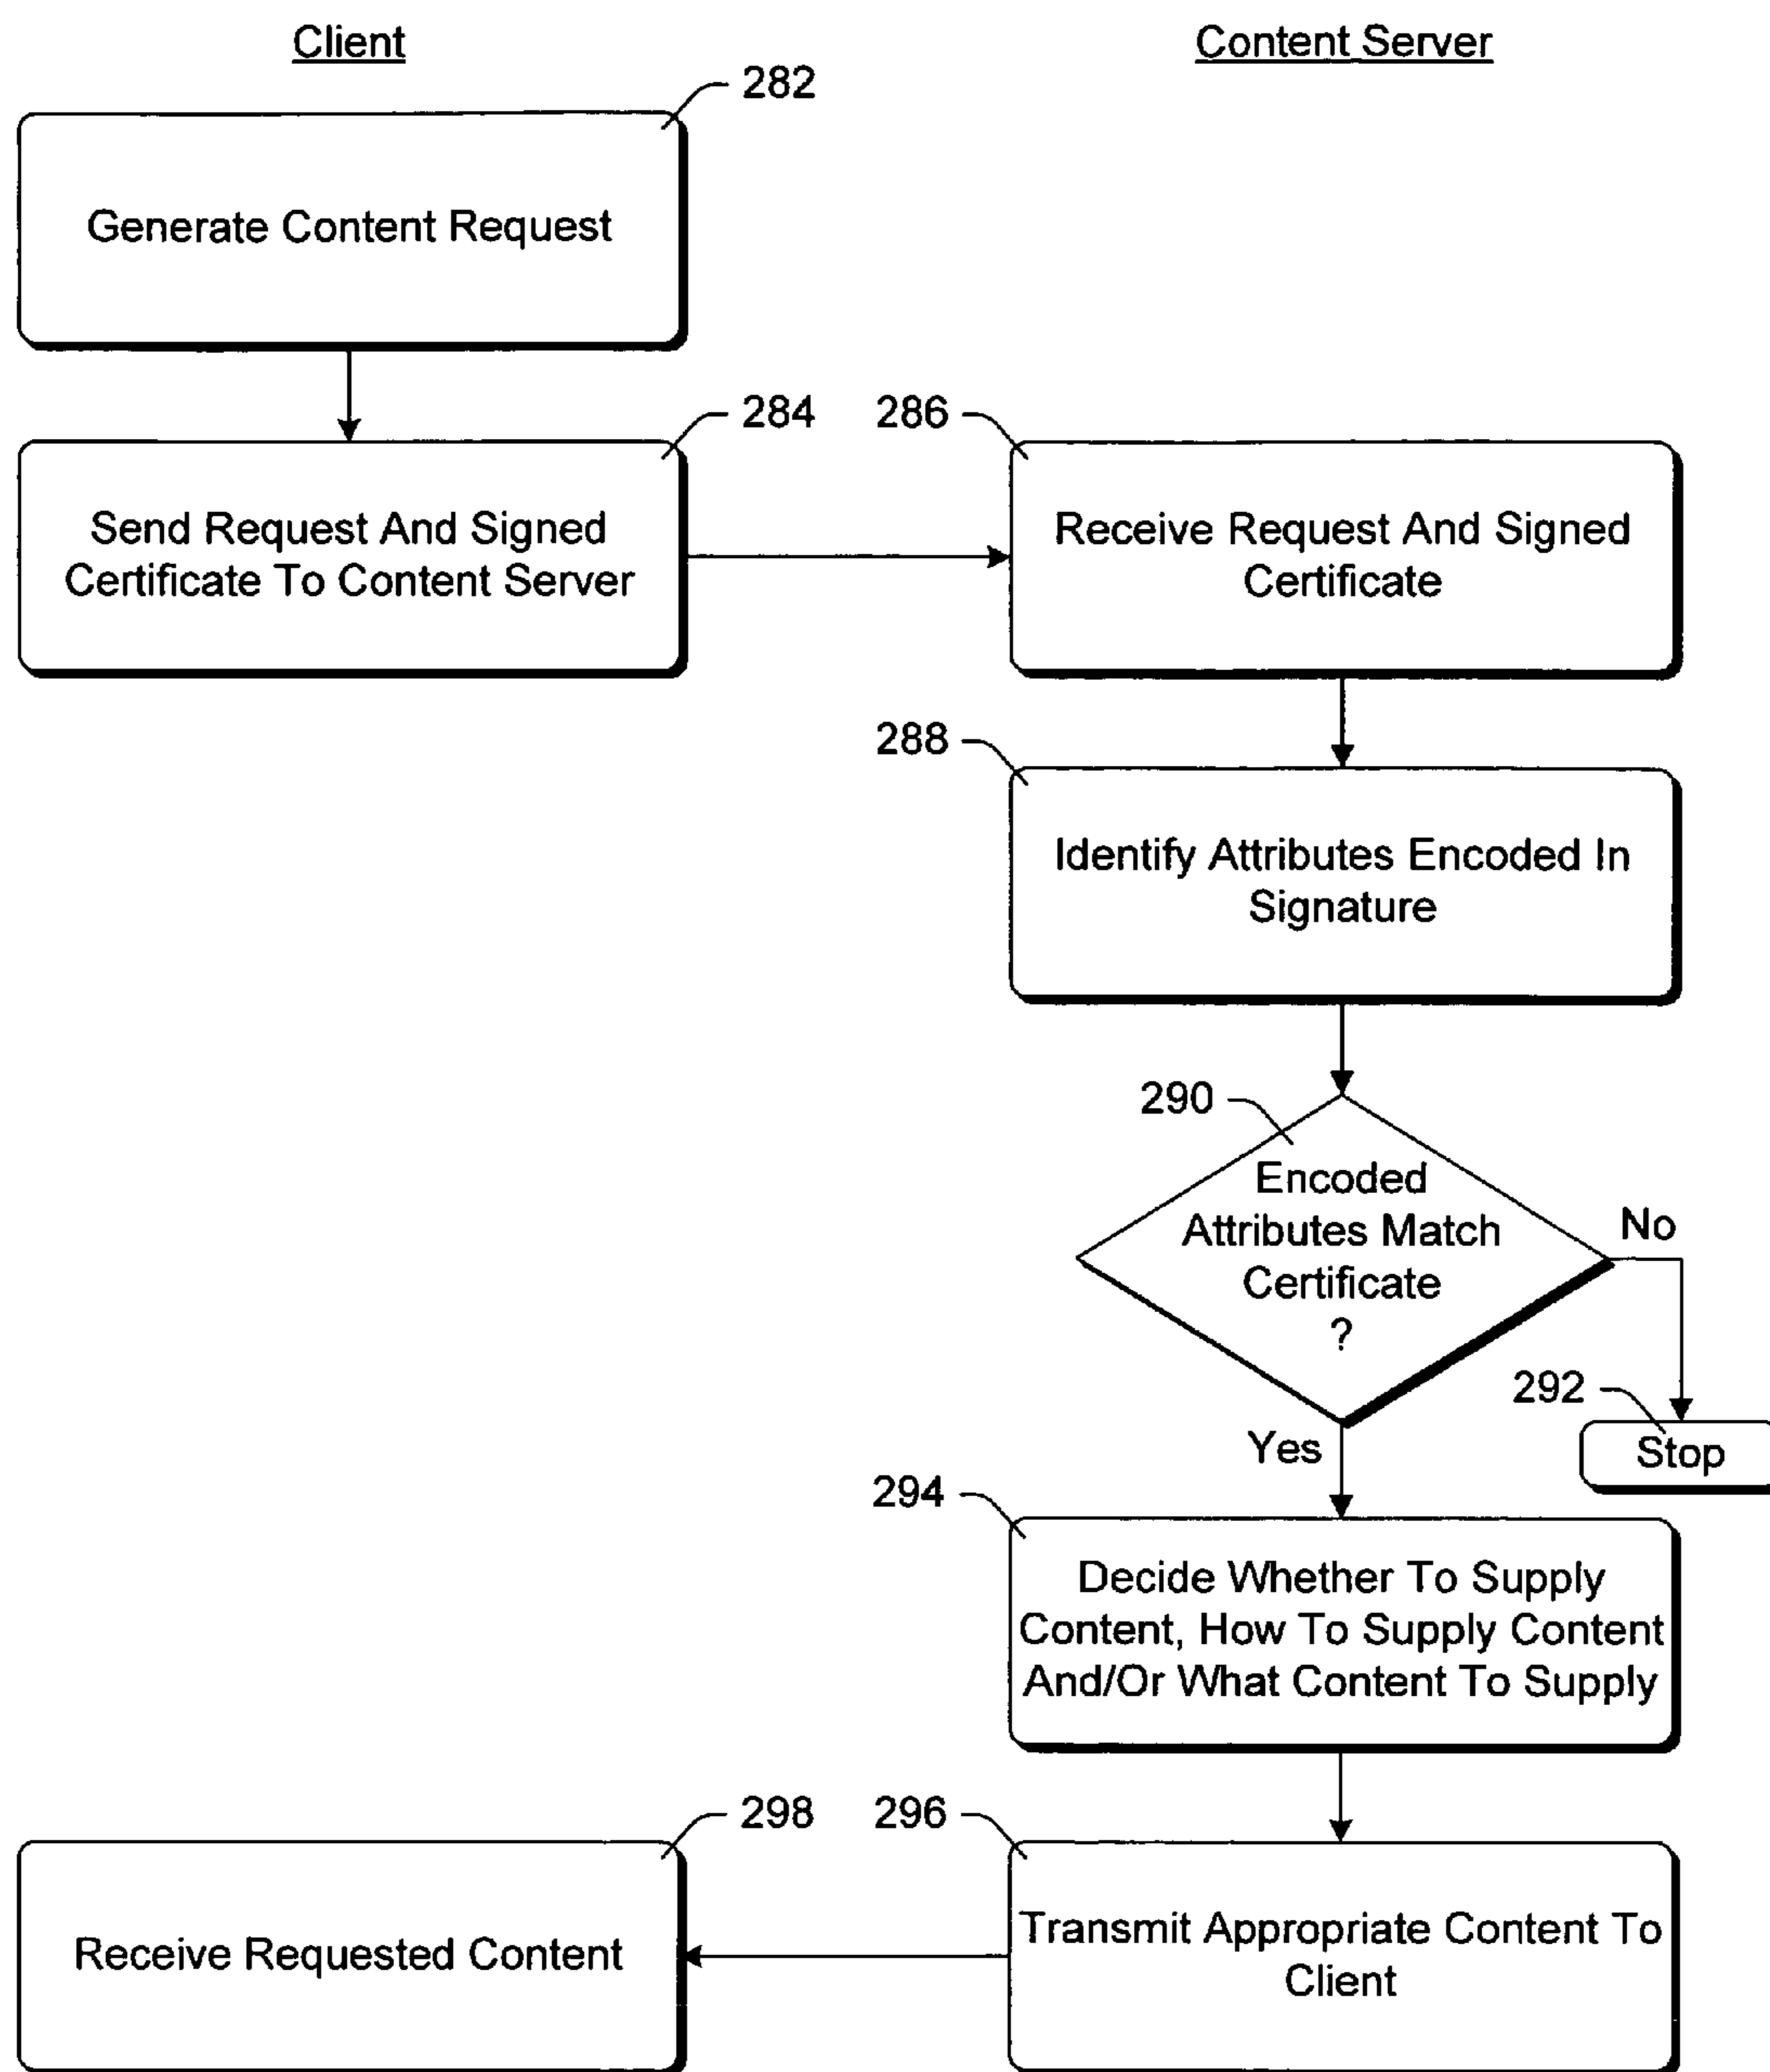 Client
Content Server
282
Generate Content Request
284
286
Send Request And Signed
Certificate To Content Server
Receive Request And Signed
Certificate
288
Identify Attributes Encoded In
Signature
290
Encoded
Attributes Match
Certificate
?
No
292
Stop
Yes
294
Decide Whether To Supply
Content, How To Supply Content
And/Or What Content To Supply
298
296
Receive Requested Content
Transmit Appropriate Content To
Client